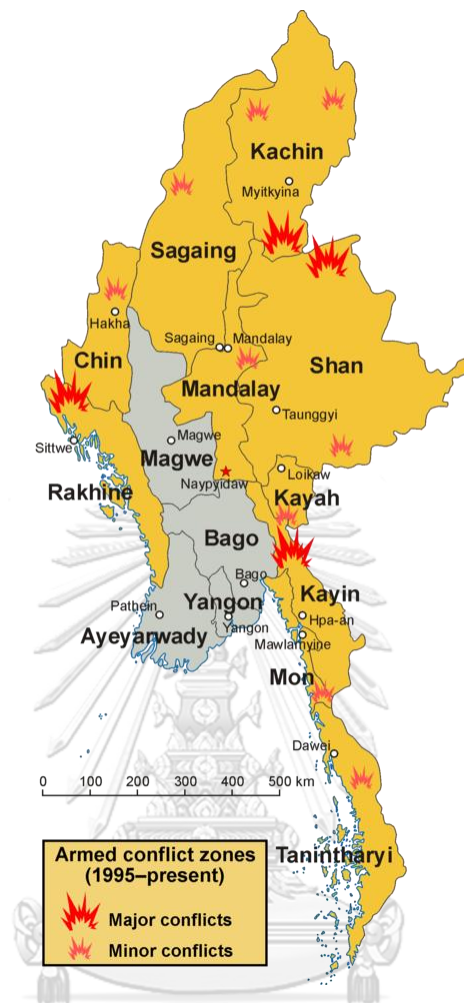 Kachin
Myitkyina
Sagaing
Hakha
Sagaing
Mandalay
Chin
Shan
Mandalay
Taunggyi
Magwe
Sittwe
Magwe
Loikaw
Naypyidaw
Rakhine
Kayah
Bago
Bago
Kayin
Yangon
Pathein
Hpa-an
Yangon
Ayeyarwady
Mawlamyine
Mon
Dawei
0 100 200 300 400 500 km
Tanintharyi
Armed conflict zones
(1995–present)
Major conflicts
Minor conflicts